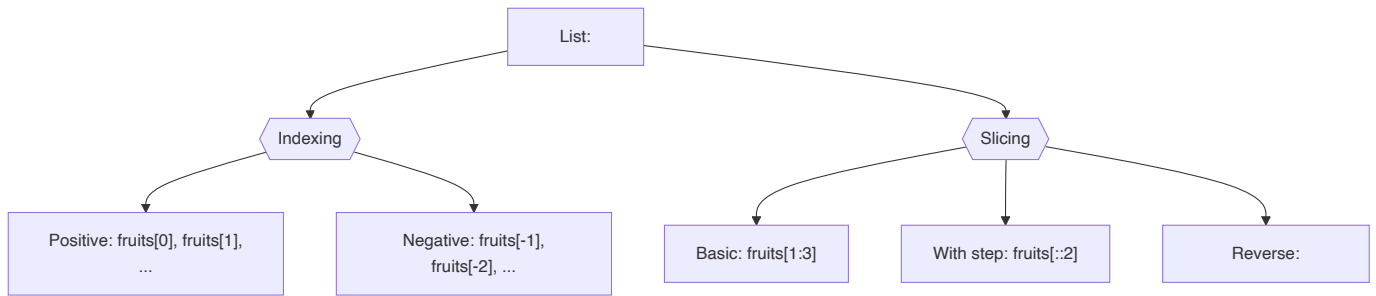 List:
Indexing
Slicing
Positive: fruits[0], fruits[1],
...
Negative: fruits[-1],
fruits[-2], ...
Basic: fruits[1:3]
With step: fruits[::2]
Reverse: